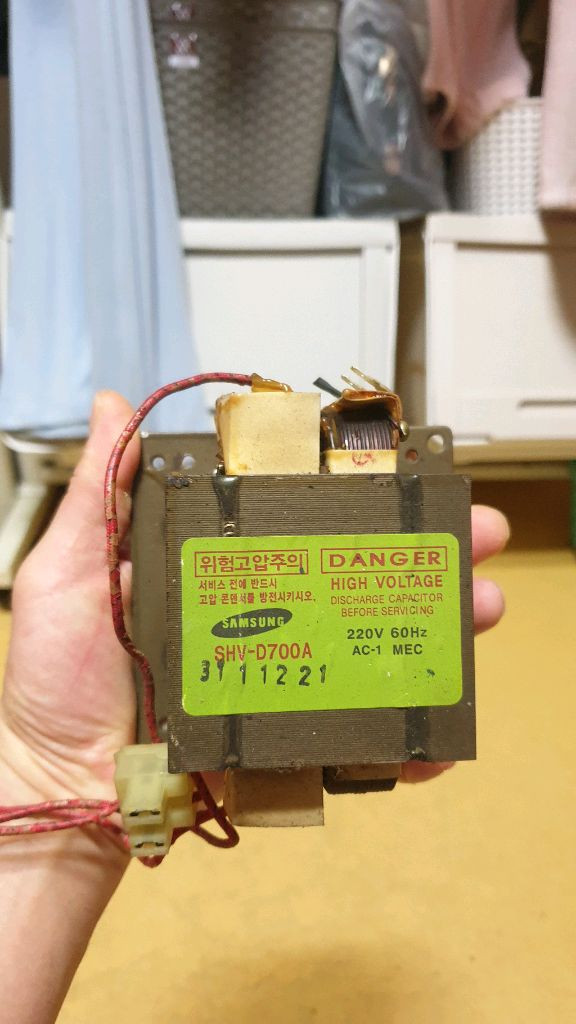 위험고압주의
서비스 전에 반드시
고압 콘덴서를 방전시키시오.
DANGER
HIGH VOLTAGE
DISCHARGE CAPACITOR
BEFORE SERVICING
SAMSUNG
SHV-D700A
220V 60Hz
AC-1 MEC
31 11221